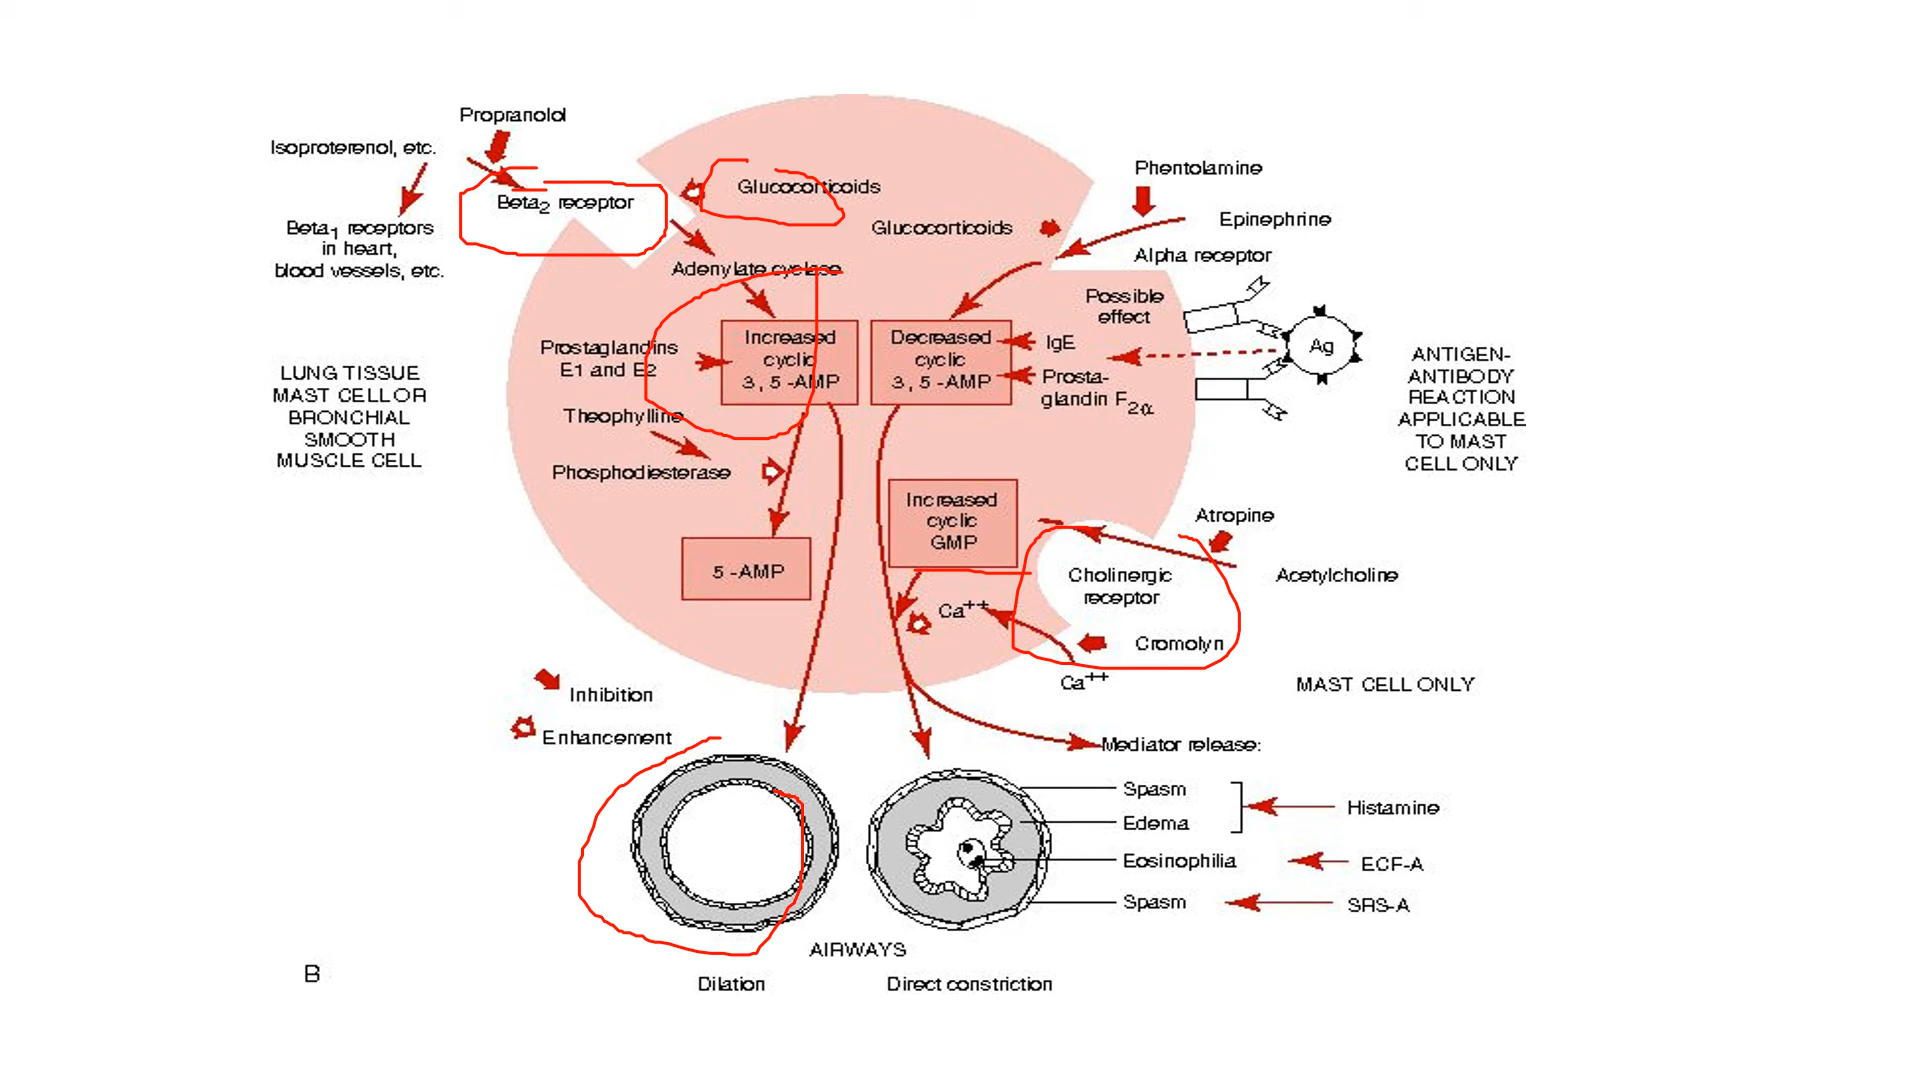 Propranolol
Isoproterenol, etc.
Beta2 receptor
Beta1 receptors
in heart,
blood vessels, etc.
Glucocorticoids
Glucocorticoids
Adenylate cyclase
Phentolamine
Epinephrine
Alpha receptor
Possible
effect
Ag
Increased
cyclic
3, 5 -AMP
Decreased
cyclic
3, 5 -AMP
IgE
Prosta-
glandin F2α
Prostaglandins
E1 and E2
Theophylline
Phosphodiesterase
5 -AMP
LUNG TISSUE
MAST CELL OR
BRONCHIAL
SMOOTH
MUSCLE CELL
ANTIGEN-
ANTIBODY
REACTION
APPLICABLE
TO MAST
CELL ONLY
Increased
cyclic
GMP
Atropine
Acetylcholine
Cholinergic
receptor
Ca++
Cromolyn
Ca++
MAST CELL ONLY
Inhibition
Enhancement
Mediator release:
Spasm
Edema
Histamine
Eosinophilia
ECF-A
Spasm
SRS-A
AIRWAYS
B
Dilation
Direct constriction